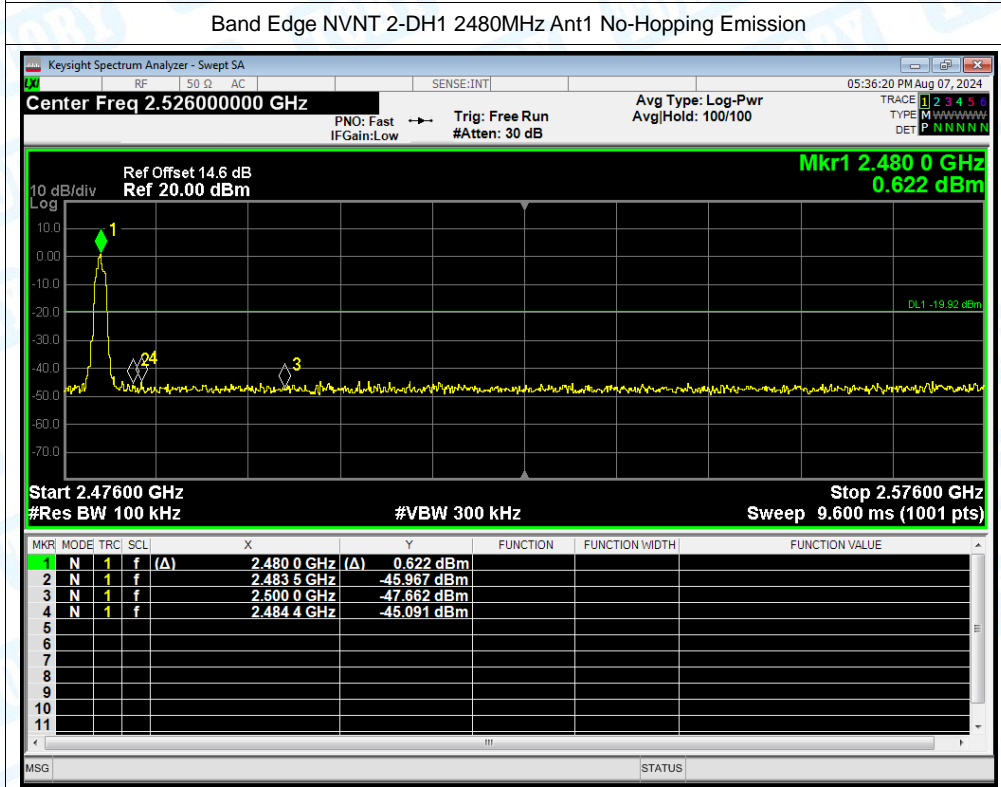 Band Edge NVNT 2-DH1 2480MHz Ant1 No-Hopping Emission
Keysight Spectrum Analyzer - Swept SA
LXI RF 50 Ω AC SENSE:INT 05:36:20 PM Aug 07, 2024
Center Freq 2.526000000 GHz
PNO: Fast
IFGain:Low
Trig: Free Run
#Atten: 30 dB
Avg Type: Log-Pwr
Avg|Hold: 100/100
TRACE 1 2 3 4 5 6
TYPE M W W W W W
DET P N N N N N
Mkr1 2.480 0 GHz
0.622 dBm
Ref Offset 14.6 dB
10 dB/div Ref 20.00 dBm
Log
10.0
0.00
-10.0
-20.0
-30.0
-40.0
-50.0
-60.0
-70.0
1
2 4
3
DL1 -19.92 dBm
Start 2.47600 GHz Stop 2.57600 GHz
#Res BW 100 kHz #VBW 300 kHz Sweep 9.600 ms (1001 pts)
MKR MODE TRC SCL X Y FUNCTION FUNCTION WIDTH FUNCTION VALUE
1 N 1 f (Δ) 2.480 0 GHz (Δ) 0.622 dBm
2 N 1 f 2.483 5 GHz -45.967 dBm
3 N 1 f 2.500 0 GHz -47.662 dBm
4 N 1 f 2.484 4 GHz -45.091 dBm
5
6
7
8
9
10
11
MSG STATUS